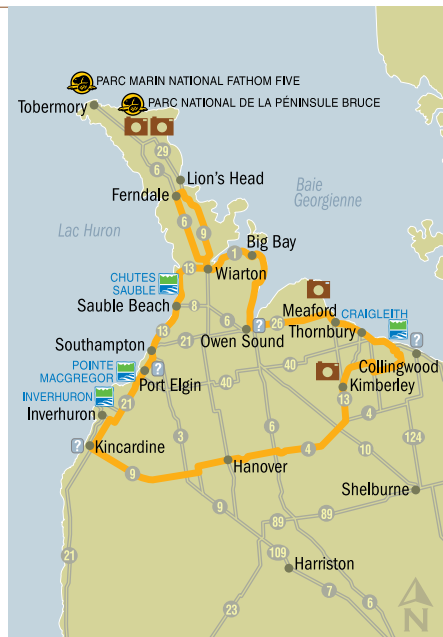 PARC MARIN NATIONAL FATHOM FIVE
Tobermory
PARC NATIONAL DE LA PÉNINSULE BRUCE
29
6
Lion's Head
Ferndale
Baie
Georgienne
6
9
Lac Huron
1
Big Bay
13
Wiarton
CHUTES
SAUBLE
Sauble Beach
8
6
Owen Sound
?
26
Meaford
CRAIGLEITH
Thornbury
13
Southampton
21
Collingwood
?
POINTE
MACGREGOR
?
Port Elgin
40
40
Kimberley
INVERHURON
Inverhuron
21
13
4
124
?
Kincardine
3
6
4
10
9
Hanover
Shelburne
9
89
89
21
109
Harriston
7
6
23
N